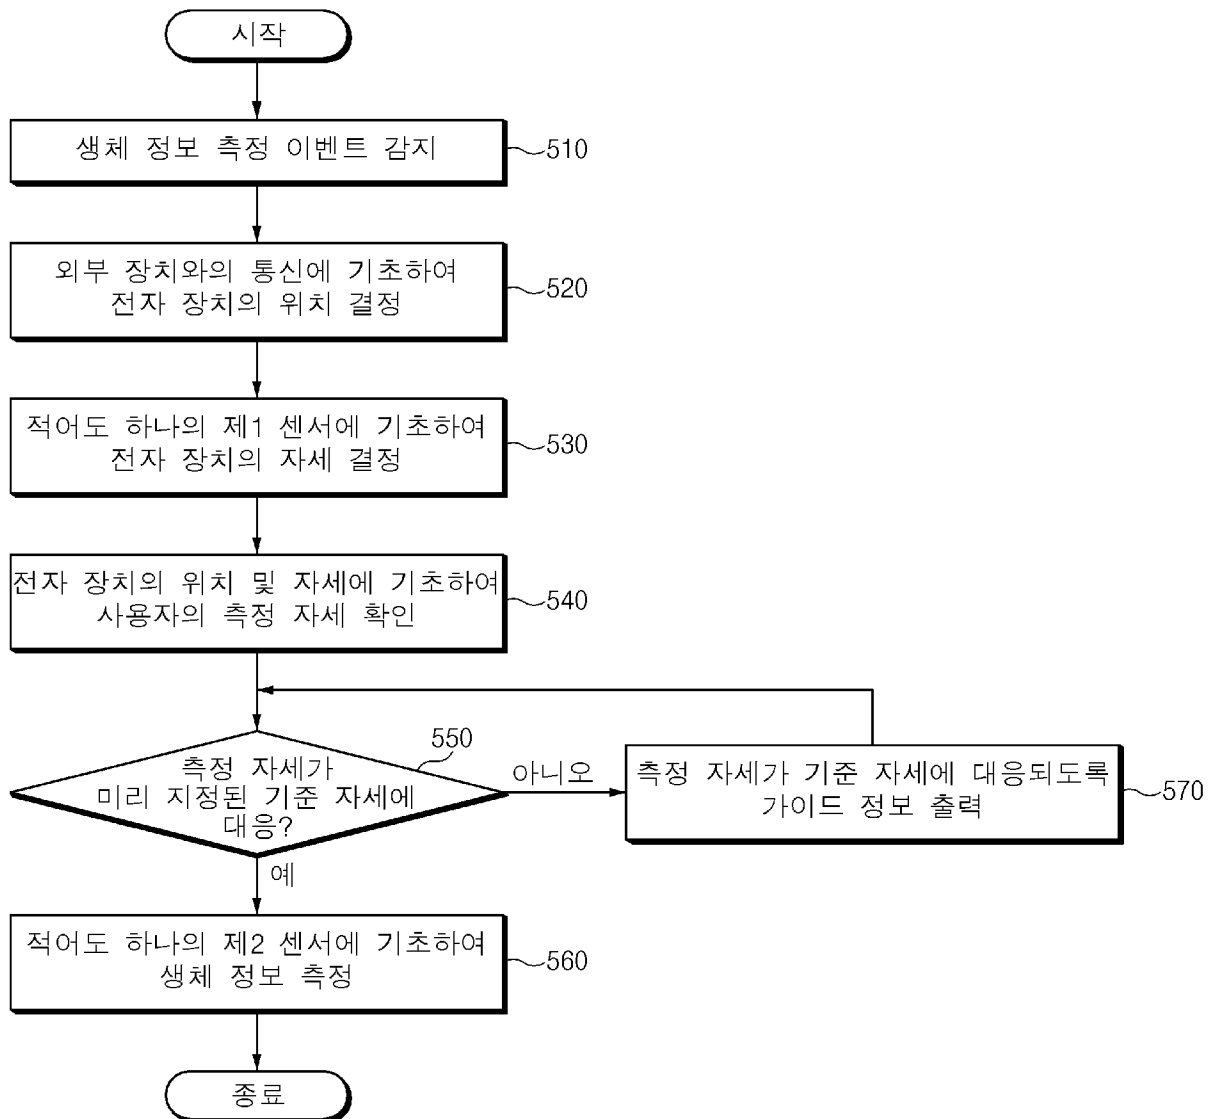 시작
생체 정보 측정 이벤트 감지
510
외부 장치와의 통신에 기초하여
전자 장치의 위치 결정
520
적어도 하나의 제1 센서에 기초하여
전자 장치의 자세 결정
530
전자 장치의 위치 및 자세에 기초하여
사용자의 측정 자세 확인
540
550
측정 자세가
미리 지정된 기준 자세에
대응?
아니오
측정 자세가 기준 자세에 대응되도록
가이드 정보 출력
570
예
적어도 하나의 제2 센서에 기초하여
생체 정보 측정
560
종료